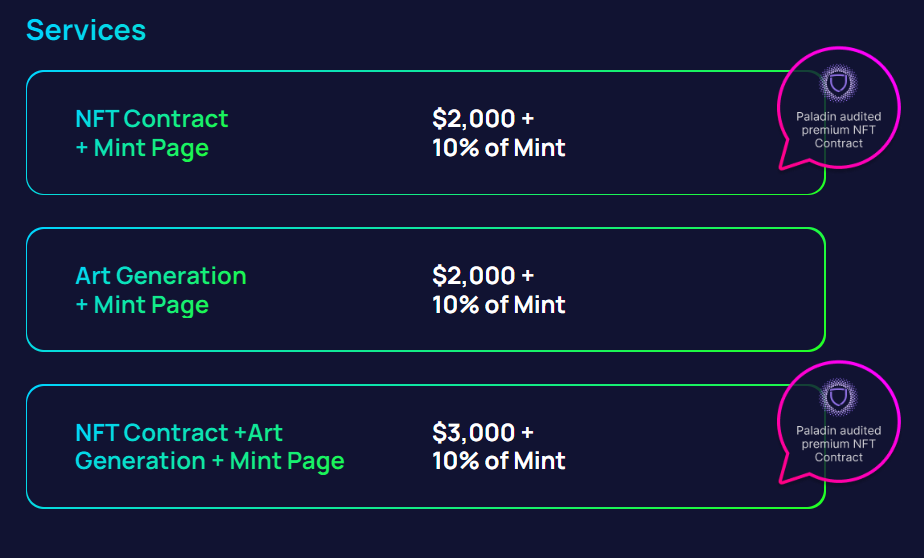 Services
NFT Contract
+ Mint Page
$2,000 +
10% of Mint
Paladin audited
premium NFT
Contract
Art Generation
+ Mint Page
$2,000 +
10% of Mint
NFT Contract +Art
Generation + Mint Page
$3,000 +
10% of Mint
Paladin audited
premium NFT
Contract